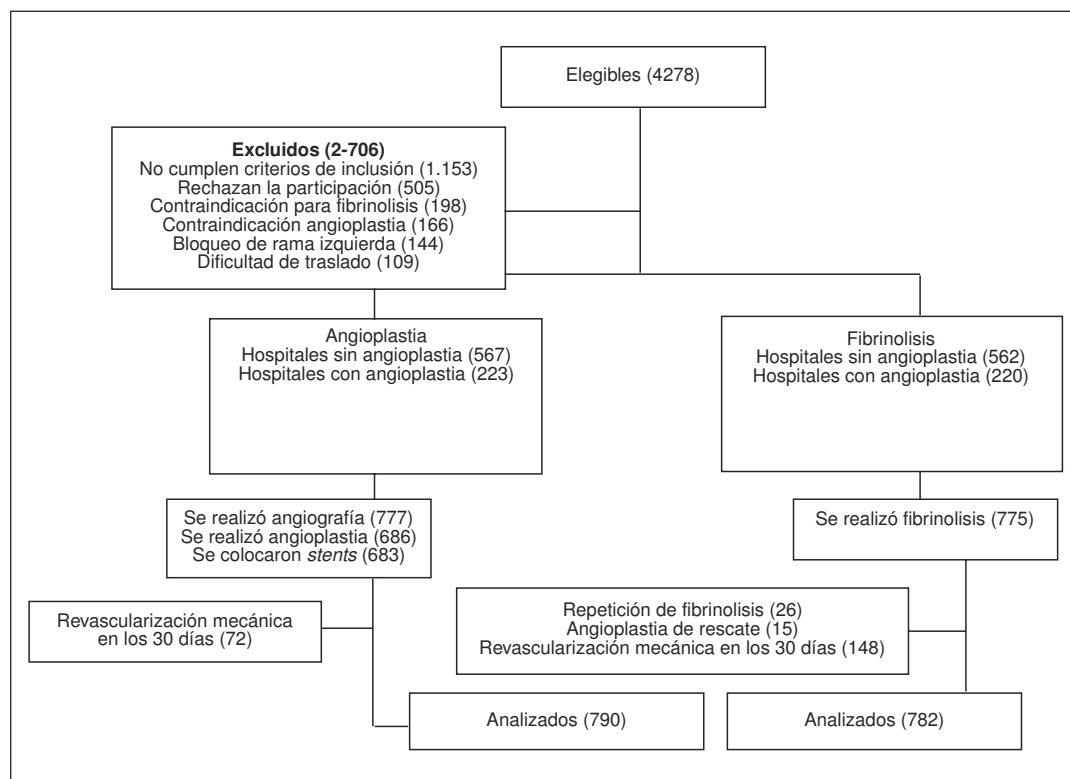 Elegibles (4278)
Excluidos (2-706)
No cumplen criterios de inclusión (1.153)
Rechazan la participación (505)
Contraindicación para fibrinolisis (198)
Contraindicación angioplastia (166)
Bloqueo de rama izquierda (144)
Dificultad de traslado (109)
Angioplastia
Hospitales sin angioplastia (567)
Hospitales con angioplastia (223)
Fibrinolisis
Hospitales sin angioplastia (562)
Hospitales con angioplastia (220)
Se realizó angiografía (777)
Se realizó angioplastia (686)
Se colocaron stents (683)
Se realizó fibrinolisis (775)
Revascularización mecánica
en los 30 días (72)
Repetición de fibrinolisis (26)
Angioplastia de rescate (15)
Revascularización mecánica en los 30 días (148)
Analizados (790)
Analizados (782)